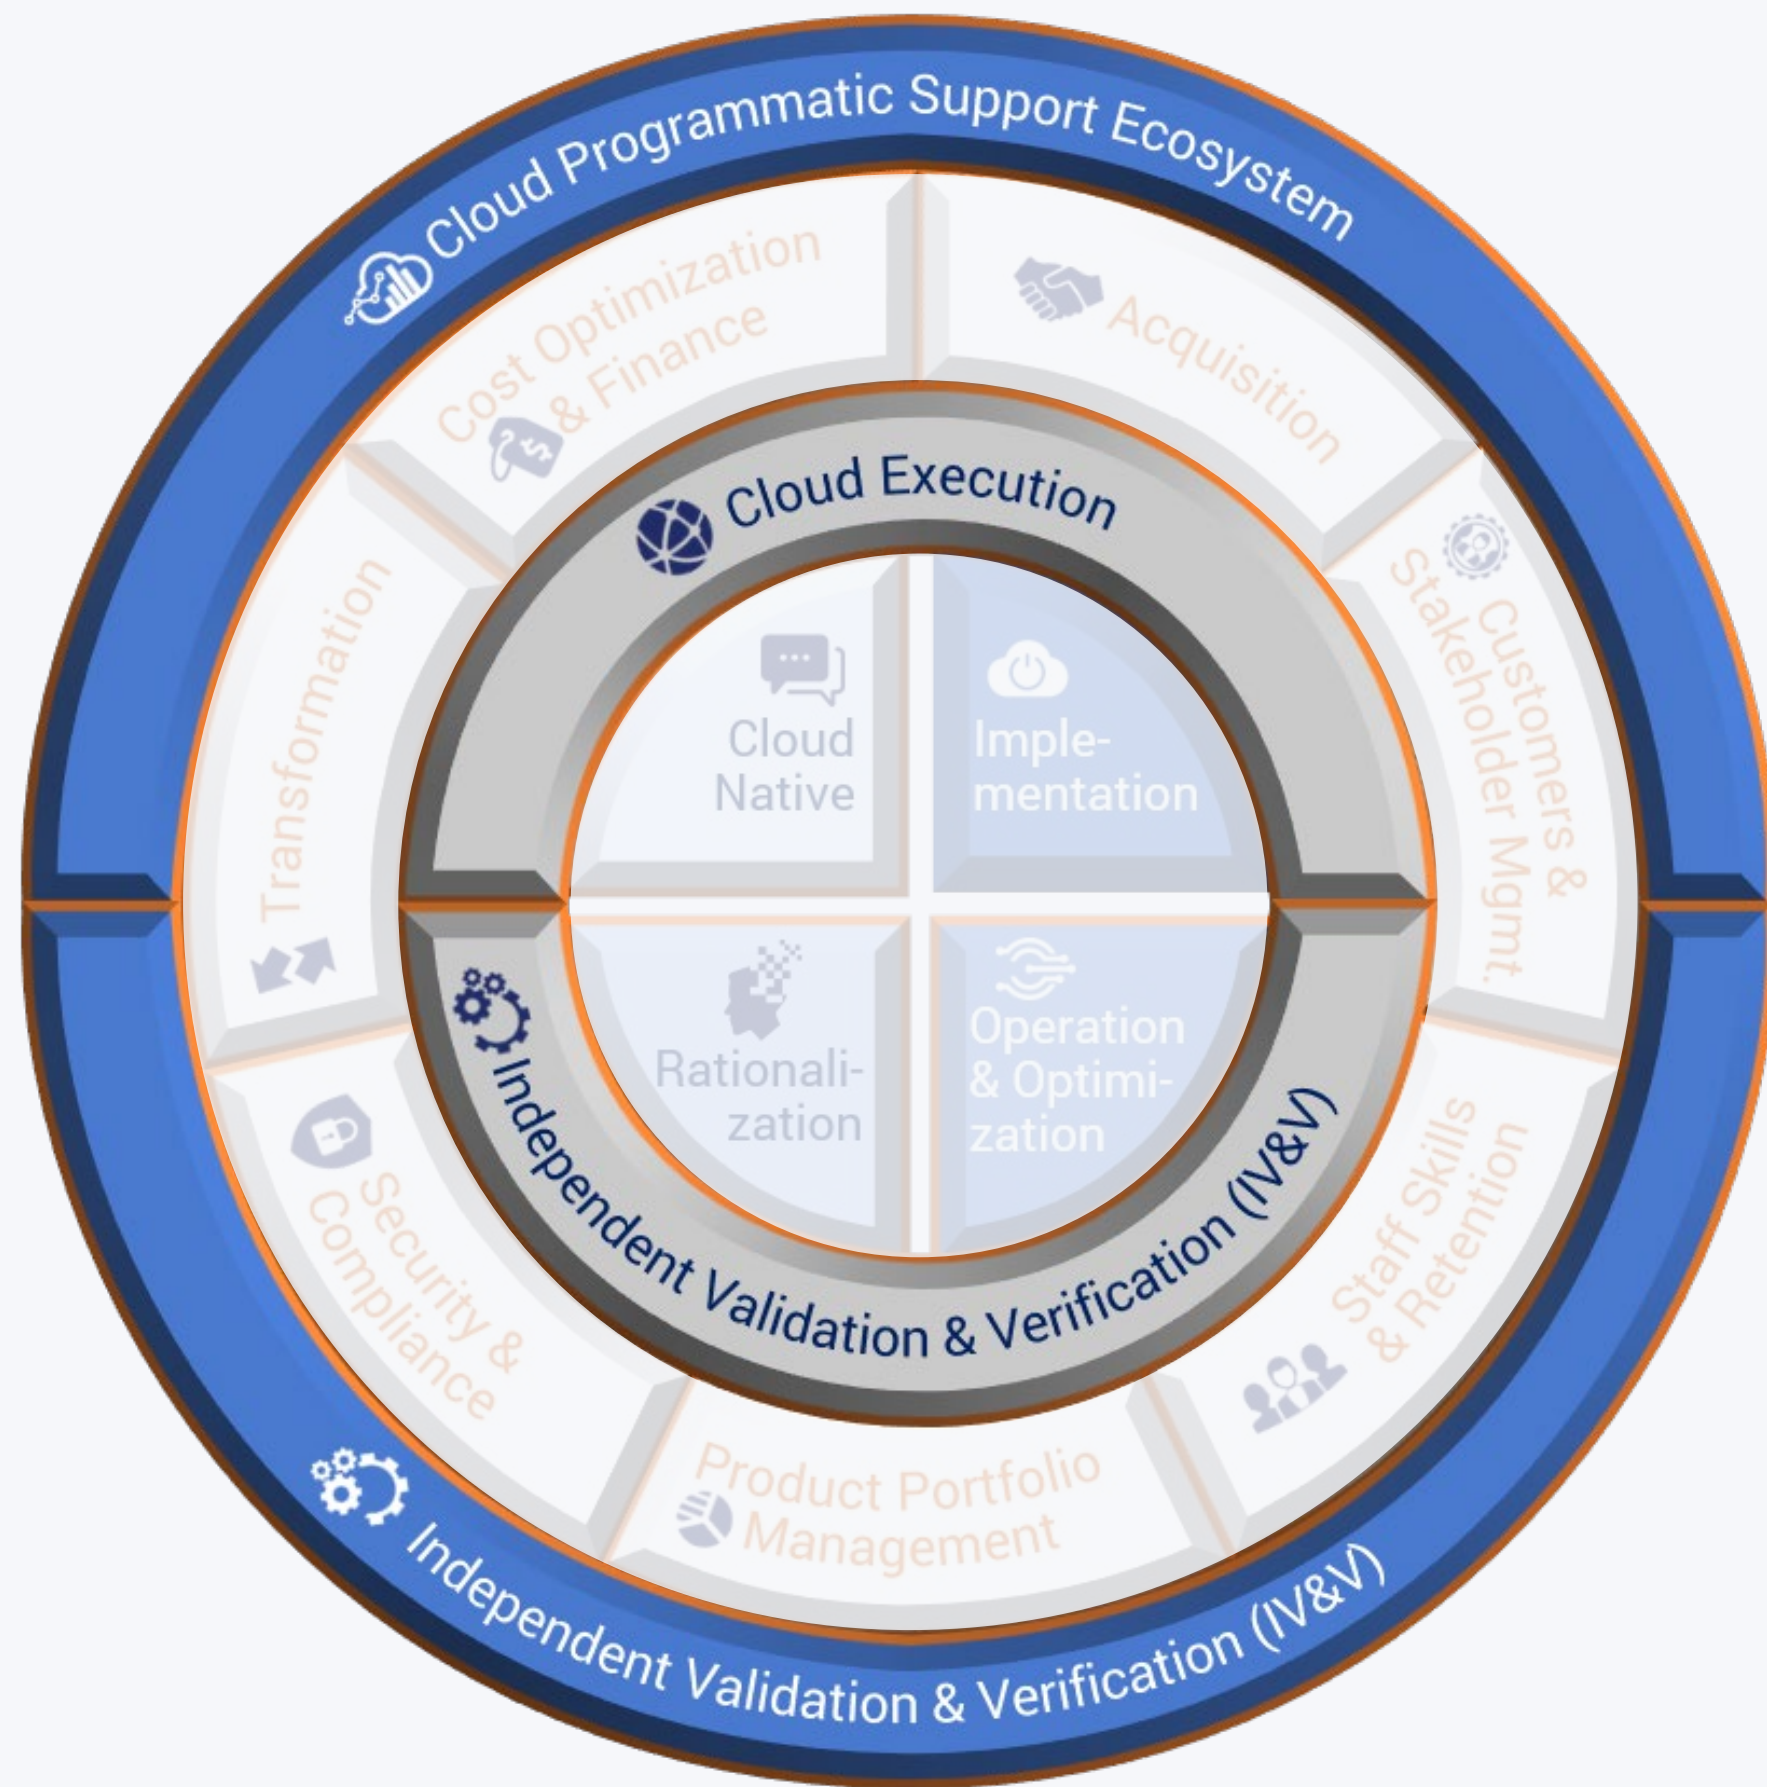 Cloud Programmatic Support Ecosystem
Cost Optimization
& Finance
Acquisition
Customers &
Stakeholder Mgmt.
Staff Skills
& Retention
Product Portfolio
Management
Security &
Compliance
Transformation
Cloud Execution
Cloud
Native
Imple-
mentation
Rationali-
zation
Operation
& Optimi-
zation
Independent Validation & Verification (IV&V)
Independent Validation & Verification (IV&V)